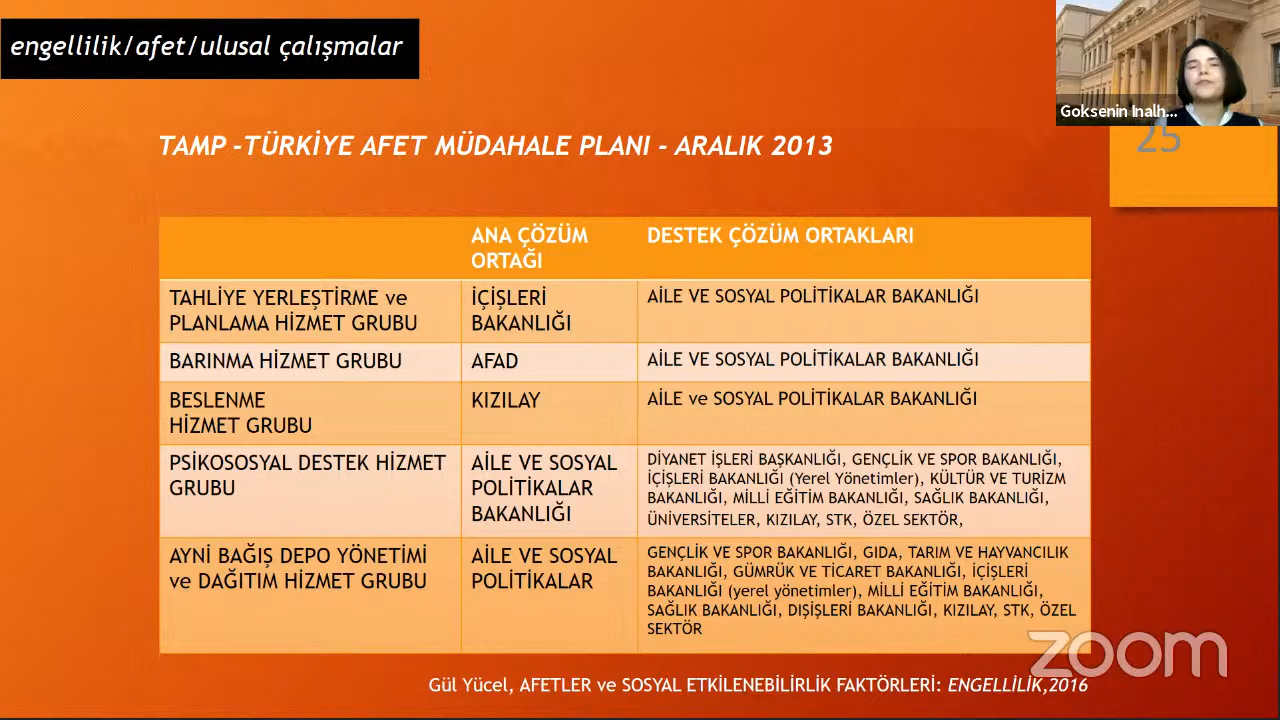 engellilik/afet/ulusal çalışmalar
Goksenin Inalh...
25
TAMP -TÜRKİYE AFET MÜDAHALE PLANI - ARALIK 2013
ANA ÇÖZÜM
ORTAĞI
DESTEK ÇÖZÜM ORTAKLARI
TAHLİYE YERLEŞTİRME ve
PLANLAMA HİZMET GRUBU
İÇİŞLERİ
BAKANLIĞI
AİLE VE SOSYAL POLİTİKALAR BAKANLIĞI
BARINMA HİZMET GRUBU
AFAD
AİLE VE SOSYAL POLİTİKALAR BAKANLIĞI
BESLENME
HİZMET GRUBU
KIZILAY
AİLE ve SOSYAL POLİTİKALAR BAKANLIĞI
PSİKOSOSYAL DESTEK HİZMET
GRUBU
AİLE VE SOSYAL
POLİTİKALAR
BAKANLIĞI
DİYANET İŞLERİ BAŞKANLIĞI, GENÇLİK VE SPOR BAKANLIĞI,
İÇİŞLERİ BAKANLIĞI (Yerel Yönetimler), KÜLTÜR VE TURİZM
BAKANLIĞI, MİLLİ EĞİTİM BAKANLIĞI, SAĞLIK BAKANLIĞI,
ÜNİVERSİTELER, KIZILAY, STK, ÖZEL SEKTÖR,
AYNİ BAĞIŞ DEPO YÖNETİMİ
ve DAĞITIM HİZMET GRUBU
AİLE VE SOSYAL
POLİTİKALAR
GENÇLİK VE SPOR BAKANLIĞI, GIDA, TARIM VE HAYVANCILIK
BAKANLIĞI, GÜMRÜK VE TİCARET BAKANLIĞI, İÇİŞLERİ
BAKANLIĞI (yerel yönetimler), MİLLİ EĞİTİM BAKANLIĞI,
SAĞLIK BAKANLIĞI, DIŞİŞLERİ BAKANLIĞI, KIZILAY, STK, ÖZEL
SEKTÖR
zoom
Gül Yücel, AFETLER ve SOSYAL ETKİLENEBİLİRLİK FAKTÖRLERİ: ENGELLİLİK,2016